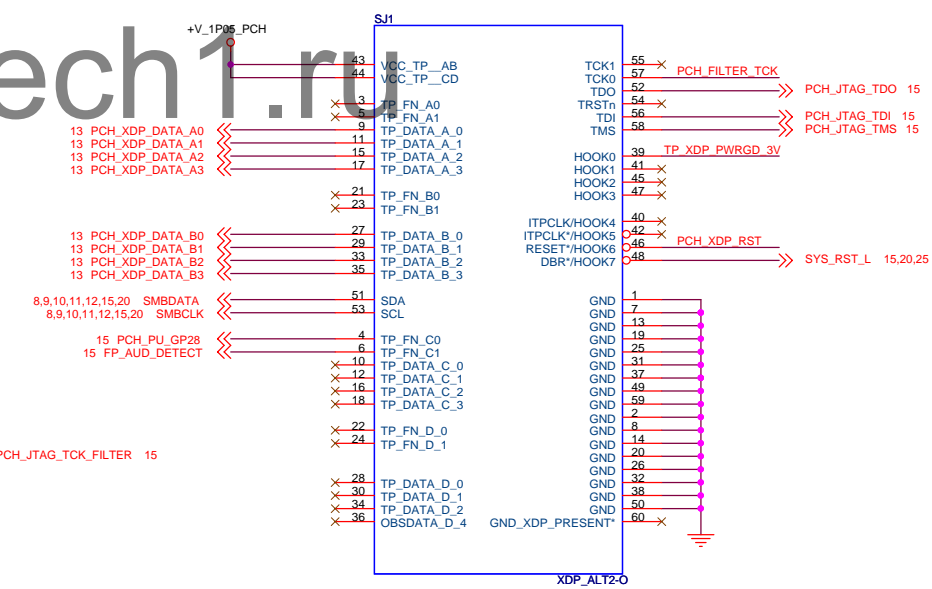 SJ1
+V_1P05_PCH
ech1.ru
43 VCC_TP__AB
44 VCC_TP__CD
3 TP_FN_A0
5 TP_FN_A1
13 PCH_XDP_DATA_A0 9 TP_DATA_A_0
13 PCH_XDP_DATA_A1 11 TP_DATA_A_1
13 PCH_XDP_DATA_A2 15 TP_DATA_A_2
13 PCH_XDP_DATA_A3 17 TP_DATA_A_3
21 TP_FN_B0
23 TP_FN_B1
13 PCH_XDP_DATA_B0 27 TP_DATA_B_0
13 PCH_XDP_DATA_B1 29 TP_DATA_B_1
13 PCH_XDP_DATA_B2 33 TP_DATA_B_2
13 PCH_XDP_DATA_B3 35 TP_DATA_B_3
8,9,10,11,12,15,20 SMBDATA 51 SDA
8,9,10,11,12,15,20 SMBCLK 53 SCL
15 PCH_PU_GP28 4 TP_FN_C0
15 FP_AUD_DETECT 6 TP_FN_C1
10 TP_DATA_C_0
12 TP_DATA_C_1
16 TP_DATA_C_2
18 TP_DATA_C_3
22 TP_FN_D_0
24 TP_FN_D_1
PCH_JTAG_TCK_FILTER 15
28 TP_DATA_D_0
30 TP_DATA_D_1
34 TP_DATA_D_2
36 OBSDATA_D_4
TCK1 55
TCK0 57 PCH_FILTER_TCK
TDO 52 PCH_JTAG_TDO 15
TRSTn 54
TDI 56 PCH_JTAG_TDI 15
TMS 58 PCH_JTAG_TMS 15
HOOK0 39 TP_XDP_PWRGD_3V
HOOK1 41
HOOK2 45
HOOK3 47
ITPCLK/HOOK4 40
ITPCLK*/HOOK5 42
RESET*/HOOK6 46 PCH_XDP_RST
DBR*/HOOK7 48 SYS_RST_L 15,20,25
GND 1
GND 7
GND 13
GND 19
GND 25
GND 31
GND 37
GND 49
GND 59
GND 2
GND 8
GND 14
GND 20
GND 26
GND 32
GND 38
GND 50
GND_XDP_PRESENT* 60
XDP_ALT2-O